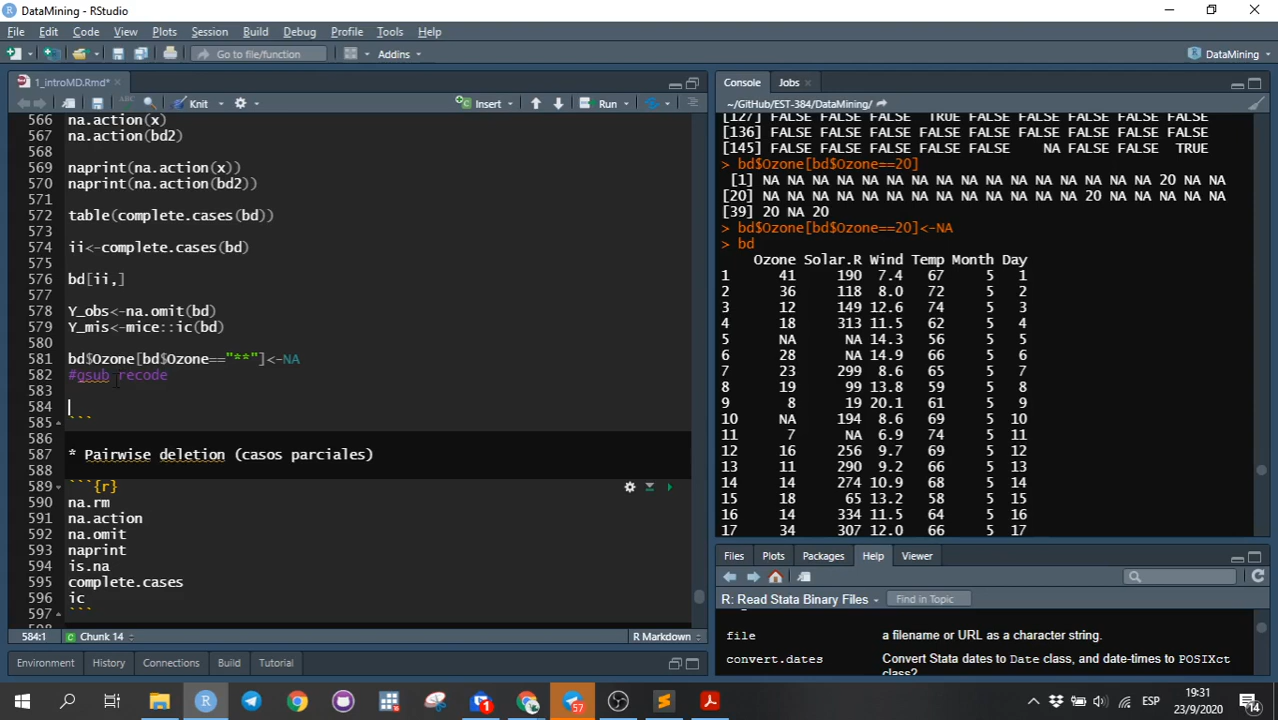 DataMining - RStudio
File Edit Code View Plots Session Build Debug Profile Tools Help
Go to file/function Addins DataMining
1_introMD.Rmd*
Knit Insert Run
566 na.action(x)
567 na.action(bd2)
568
569 naprint(na.action(x))
570 naprint(na.action(bd2))
571
572 table(complete.cases(bd))
573
574 ii<-complete.cases(bd)
575
576 bd[ii,]
577
578 Y_obs<-na.omit(bd)
579 Y_mis<-mice::ic(bd)
580
581 bd$Ozone[bd$Ozone=="**"]<-NA
582 #gsub recode
583
584
585 ```
586
587 * Pairwise deletion (casos parciales)
588
589 ```{r}
590 na.rm
591 na.action
592 na.omit
593 naprint
594 is.na
595 complete.cases
596 ic
597 ```
584:1 Chunk 14 R Markdown
Environment History Connections Build Tutorial
Console Jobs
~/GitHub/EST-384/DataMining/
[127] FALSE FALSE FALSE TRUE FALSE FALSE FALSE FALSE FALSE
[136] FALSE FALSE FALSE FALSE FALSE FALSE FALSE FALSE FALSE
[145] FALSE FALSE FALSE FALSE FALSE NA FALSE FALSE TRUE
> bd$Ozone[bd$Ozone==20]
[1] NA NA NA NA NA NA NA NA NA NA NA NA NA NA NA NA 20 NA NA
[20] NA NA NA NA NA NA NA NA NA NA NA NA NA 20 NA NA NA NA NA
[39] 20 NA 20
> bd$Ozone[bd$Ozone==20]<-NA
> bd
Ozone Solar.R Wind Temp Month Day
1 41 190 7.4 67 5 1
2 36 118 8.0 72 5 2
3 12 149 12.6 74 5 3
4 18 313 11.5 62 5 4
5 NA NA 14.3 56 5 5
6 28 NA 14.9 66 5 6
7 23 299 8.6 65 5 7
8 19 99 13.8 59 5 8
9 8 19 20.1 61 5 9
10 NA 194 8.6 69 5 10
11 7 NA 6.9 74 5 11
12 16 256 9.7 69 5 12
13 11 290 9.2 66 5 13
14 14 274 10.9 68 5 14
15 18 65 13.2 58 5 15
16 14 334 11.5 64 5 16
17 34 307 12.0 66 5 17
Files Plots Packages Help Viewer
R: Read Stata Binary Files Find in Topic
file a filename or URL as a character string.
convert.dates Convert Stata dates to Date class, and date-times to POSIXct
class?
57 1 ESP 19:31
23/9/2020 14